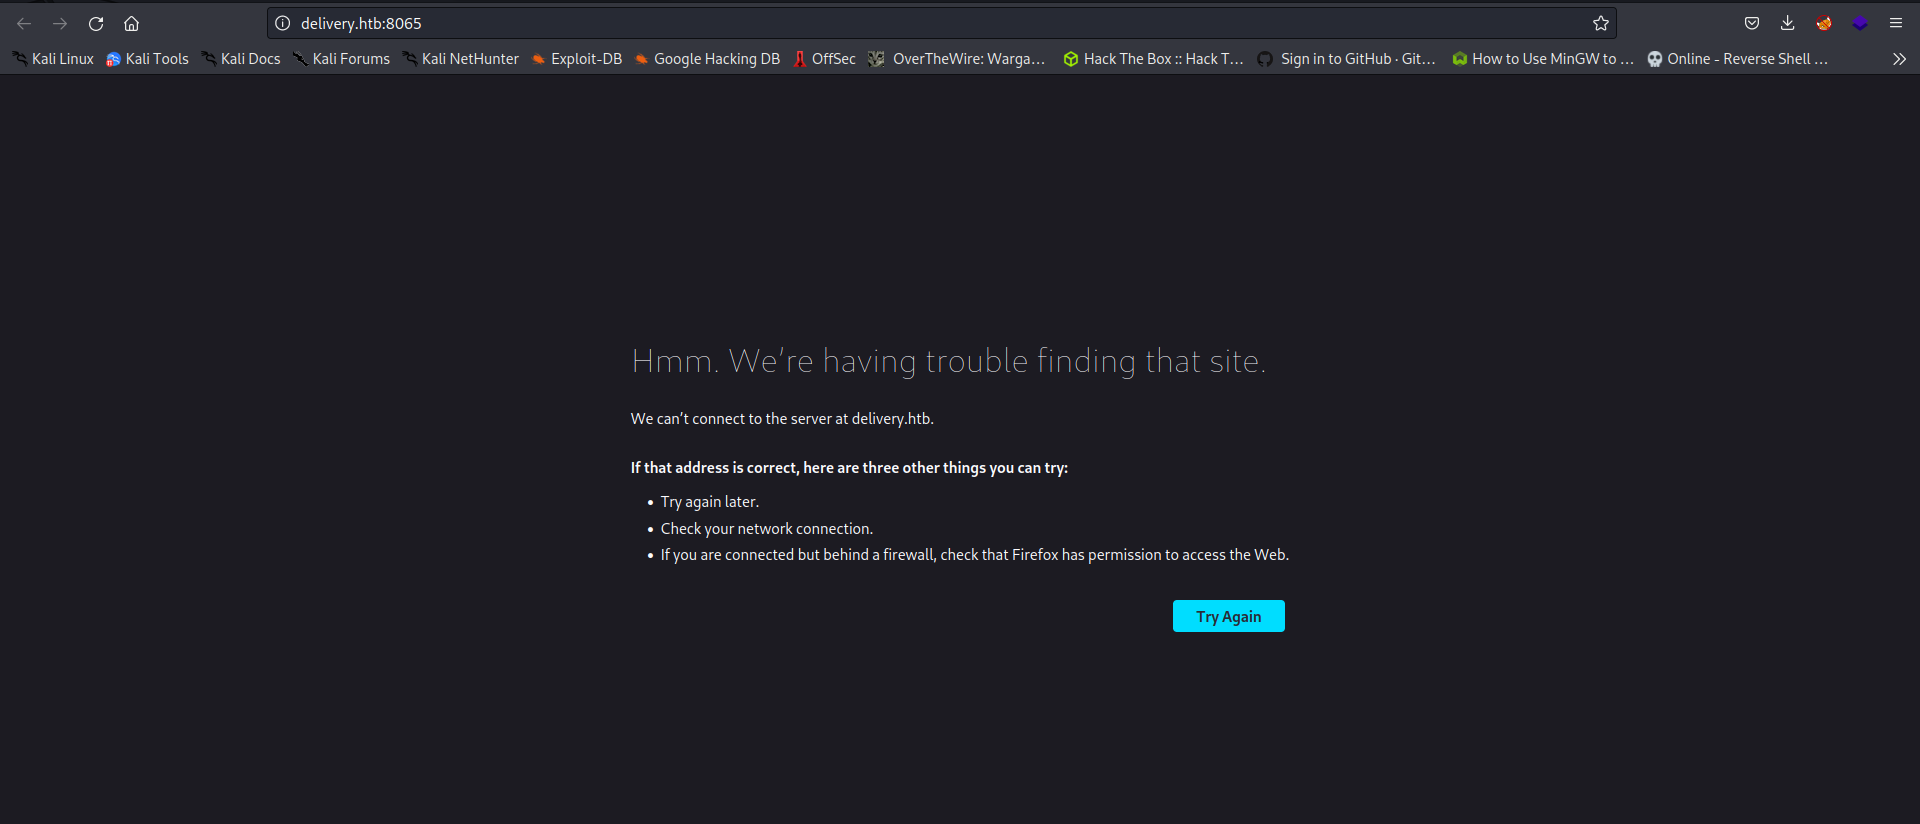 delivery.htb:8065
Kali Linux Kali Tools Kali Docs Kali Forums Kali NetHunter Exploit-DB Google Hacking DB OffSec OverTheWire: Warga... Hack The Box :: Hack T... Sign in to GitHub · Git... How to Use MinGW to ... Online - Reverse Shell ...
Hmm. We're having trouble finding that site.
We can't connect to the server at delivery.htb.
If that address is correct, here are three other things you can try:
• Try again later.
• Check your network connection.
• If you are connected but behind a firewall, check that Firefox has permission to access the Web.
Try Again